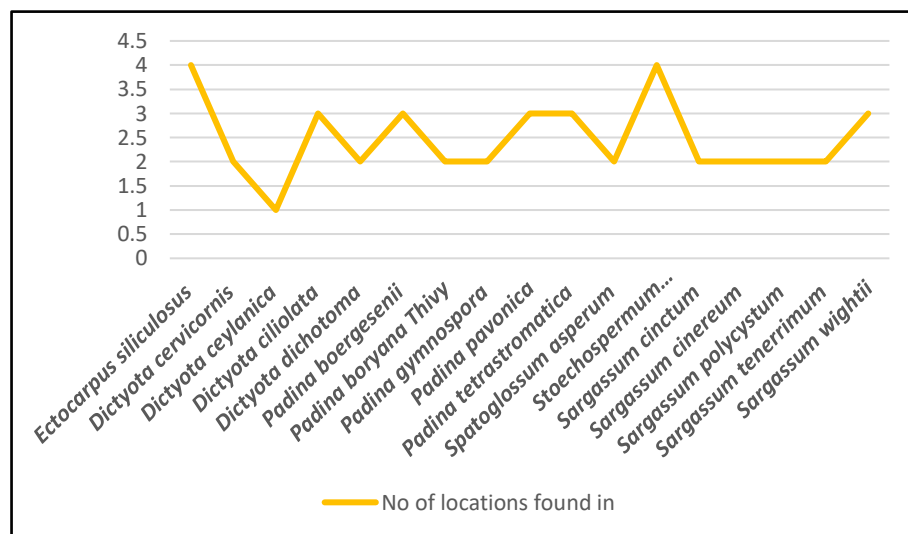 4.5
4
3.5
3
2.5
2
1.5
1
0.5
0
Ectocarpus siliculosus
Dictyota cervicornis
Dictyota ceylanica
Dictyota ciliolata
Dictyota dichotoma
Padina boergesenii
Padina boryana Thivy
Padina gymnospora
Padina pavonica
Padina tetrastromatica
Spatoglossum asperum
Stoechospermum...
Sargassum cinctum
Sargassum cinereum
Sargassum polycystum
Sargassum tenerrimum
Sargassum wightii
No of locations found in